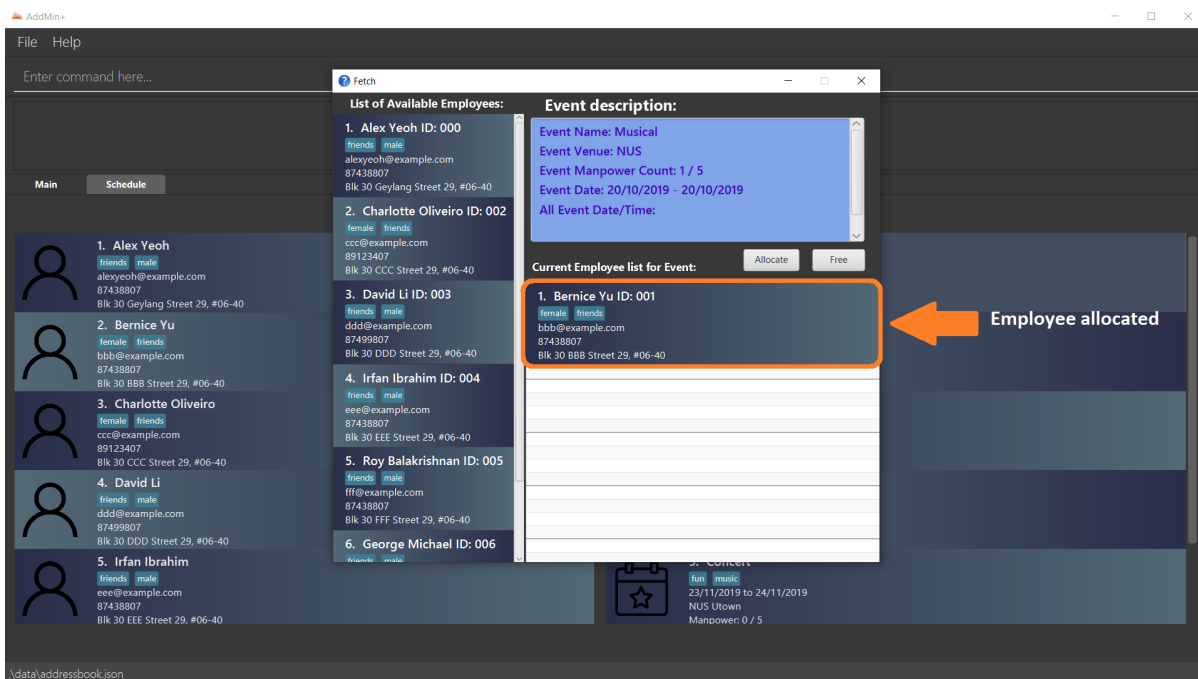 AddMin+
File Help
Enter command here...
Main Schedule
1. Alex Yeoh
friends male
alexyeoh@example.com
87438807
Blk 30 Geylang Street 29, #06-40
2. Bernice Yu
female friends
bbb@example.com
87438807
Blk 30 BBB Street 29, #06-40
3. Charlotte Oliveiro
female friends
ccc@example.com
89123407
Blk 30 CCC Street 29, #06-40
4. David Li
friends male
ddd@example.com
87499807
Blk 30 DDD Street 29, #06-40
5. Irfan Ibrahim
friends male
eee@example.com
87438807
Blk 30 EEE Street 29, #06-40
Fetch
List of Available Employees:
1. Alex Yeoh ID: 000
friends male
alexyeoh@example.com
87438807
Blk 30 Geylang Street 29, #06-40
2. Charlotte Oliveiro ID: 002
female friends
ccc@example.com
89123407
Blk 30 CCC Street 29, #06-40
3. David Li ID: 003
friends male
ddd@example.com
87499807
Blk 30 DDD Street 29, #06-40
4. Irfan Ibrahim ID: 004
friends male
eee@example.com
87438807
Blk 30 EEE Street 29, #06-40
5. Roy Balakrishnan ID: 005
friends male
fff@example.com
87438807
Blk 30 FFF Street 29, #06-40
6. George Michael ID: 006
friends male
Event description:
Event Name: Musical
Event Venue: NUS
Event Manpower Count: 1 / 5
Event Date: 20/10/2019 - 20/10/2019
All Event Date/Time:
Current Employee list for Event:
Allocate Free
1. Bernice Yu ID: 001
female friends
bbb@example.com
87438807
Blk 30 BBB Street 29, #06-40
Employee allocated
5. Concert
fun music
23/11/2019 to 24/11/2019
NUS Utown
Manpower: 0 / 5
.\data\addressbook.json